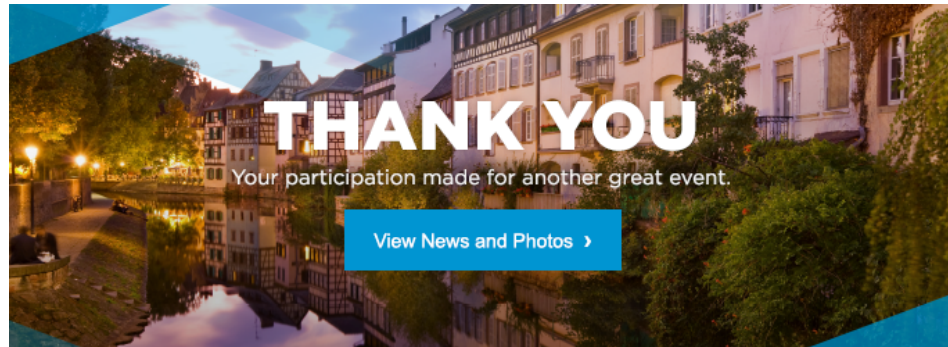 THANK YOU
Your participation made for another great event.
View News and Photos ›